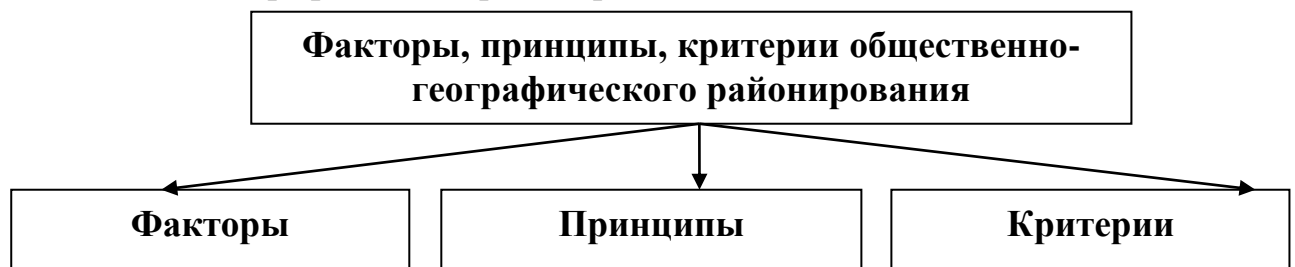 Факторы, принципы, критерии общественно-
географического районирования
Факторы
Принципы
Критерии